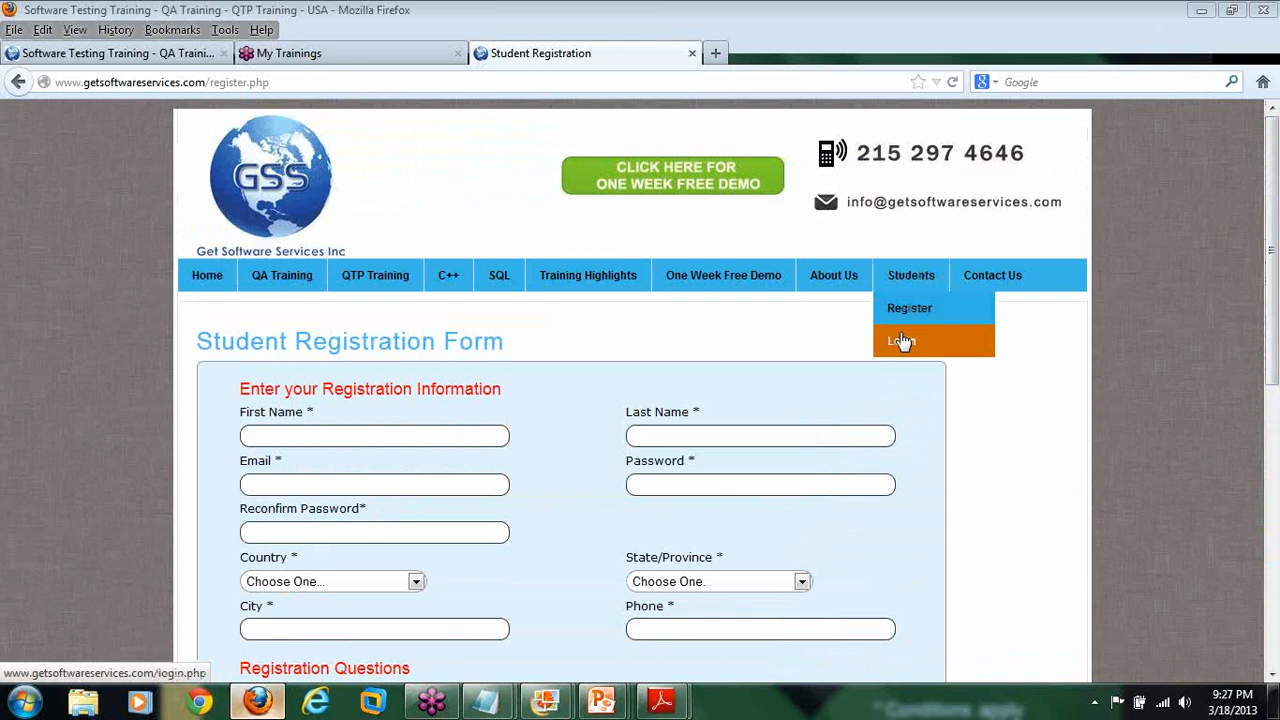 Software Testing Training - QA Training - QTP Training - USA - Mozilla Firefox
File Edit View History Bookmarks Tools Help
Software Testing Training - QA Traini...
My Trainings
Student Registration
www.getsoftwareservices.com/register.php
Google
GSS
Get Software Services Inc
CLICK HERE FOR
ONE WEEK FREE DEMO
215 297 4646
info@getsoftwareservices.com
Home QA Training QTP Training C++ SQL Training Highlights One Week Free Demo About Us Students Contact Us
Register
Student Registration Form
Enter your Registration Information
First Name *
Last Name *
Email *
Password *
Reconfirm Password*
Country *
State/Province *
Choose One...
Choose One.
City *
Phone *
Registration Questions
www.getsoftwareservices.com/login.php
9:27 PM
3/18/2013
* Conditions apply